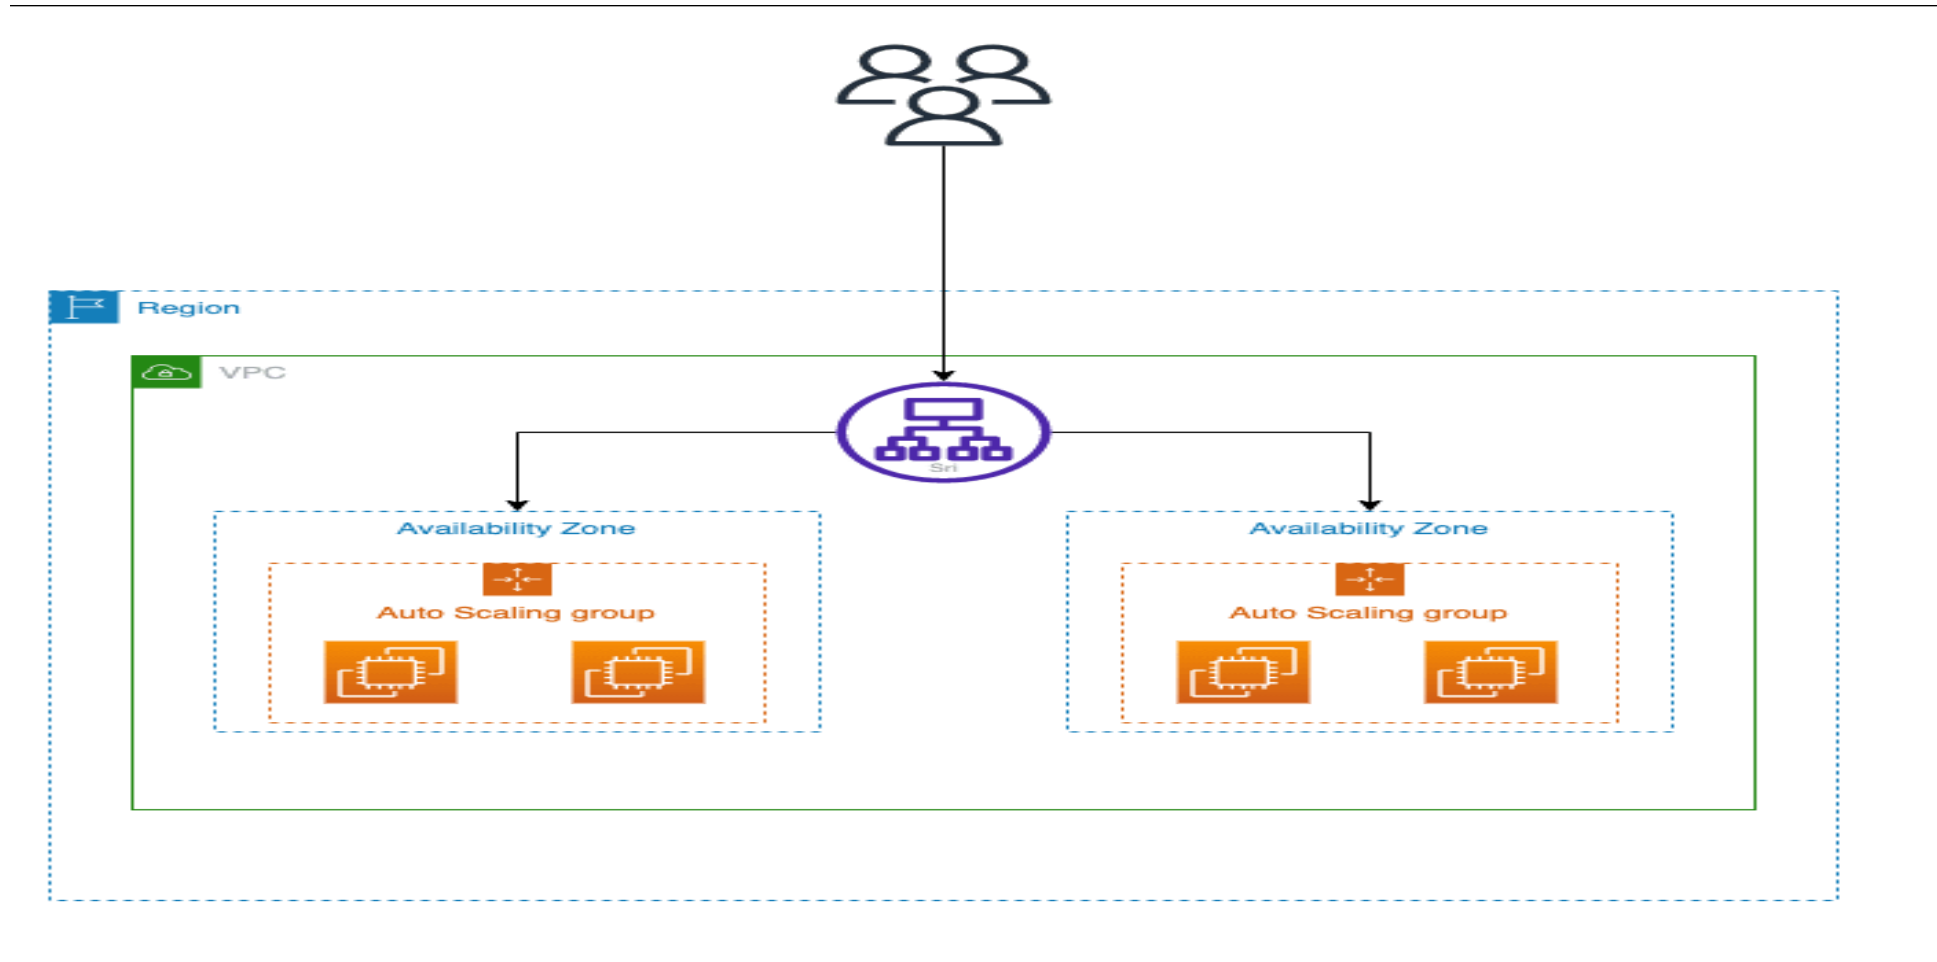 Region
VPC
Sri
Availability Zone
Availability Zone
Auto Scaling group
Auto Scaling group